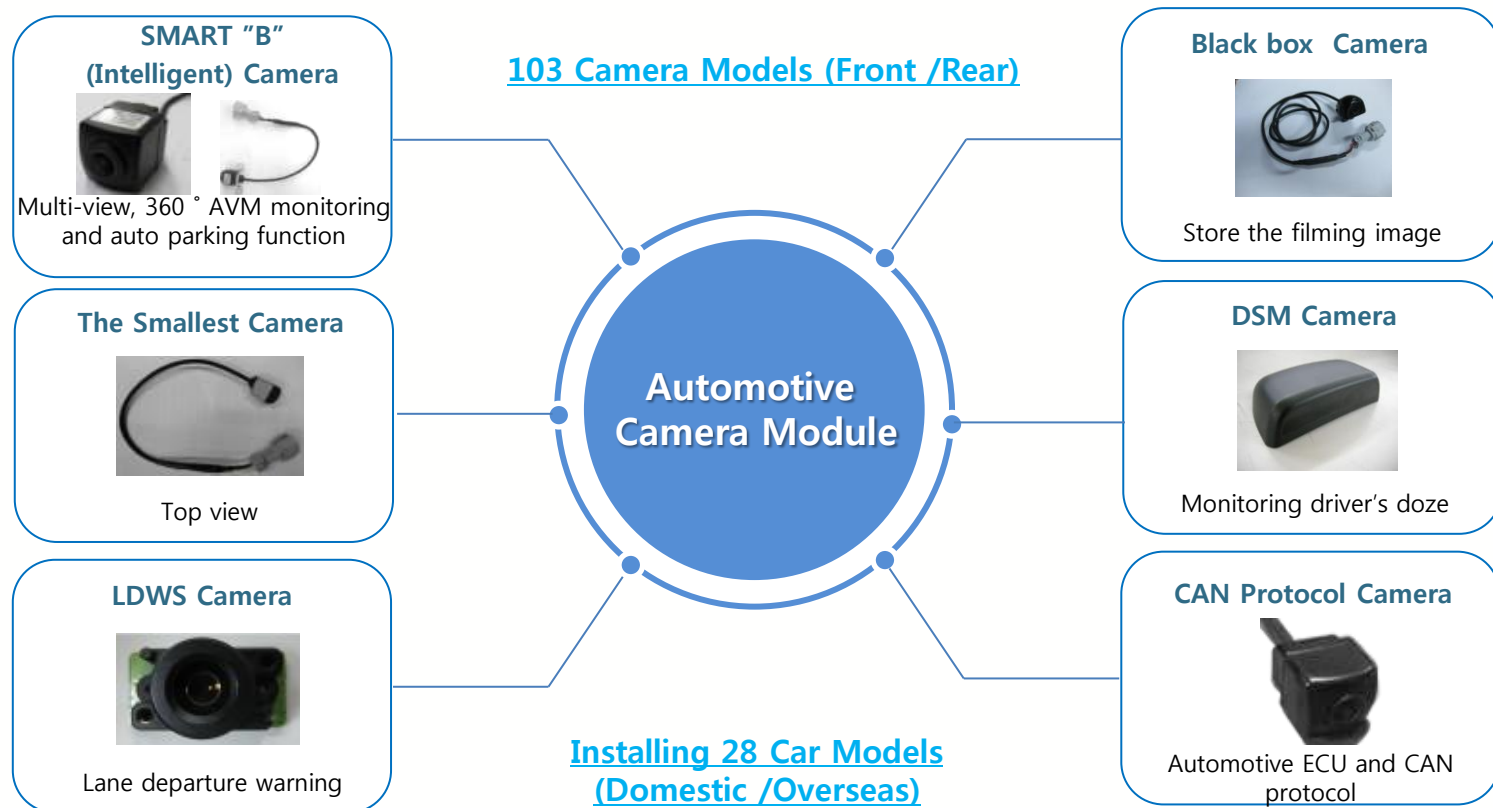 SMART "B"
(Intelligent) Camera
Multi-view, 360 ˚ AVM monitoring
and auto parking function
103 Camera Models (Front /Rear)
Black box Camera
Store the filming image
The Smallest Camera
Top view
Automotive
Camera Module
DSM Camera
Monitoring driver's doze
LDWS Camera
Lane departure warning
Installing 28 Car Models
(Domestic /Overseas)
CAN Protocol Camera
Automotive ECU and CAN
protocol